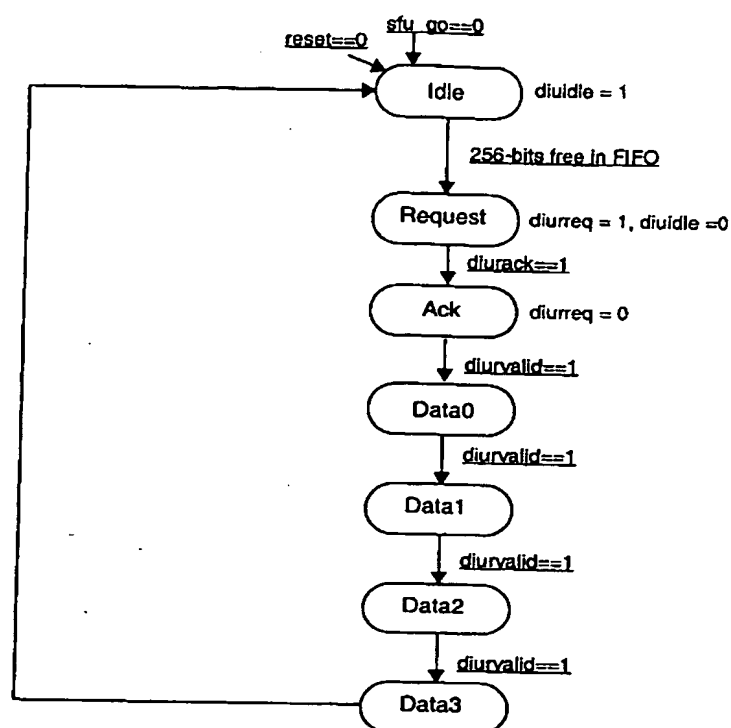 sfu_go==0
reset==0
Idle
diuidle = 1
256-bits free in FIFO
Request
diurreq = 1, diuidle =0
diurack==1
Ack
diurreq = 0
diurvalid==1
Data0
diurvalid==1
Data1
diurvalid==1
Data2
diurvalid==1
Data3